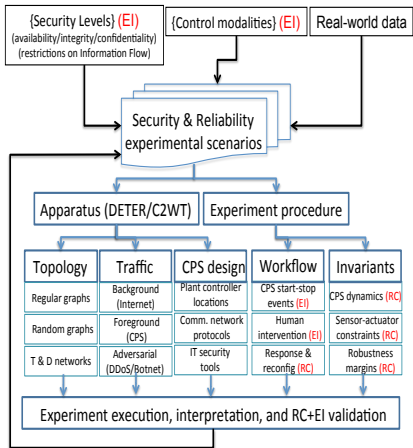 {Security Levels} (EI)
(availability/integrity/confidentiality)
(restrictions on Information Flow)
{Control modalities} (EI)
Real-world data
Security & Reliability
experimental scenarios
Apparatus (DETER/C2WT)
Experiment procedure
Topology
Regular graphs
Random graphs
T & D networks
Traffic
Background
(Internet)
Foreground
(CPS)
Adversarial
(DDoS/Botnet)
CPS design
Plant controller
locations
Comm. network
protocols
IT security
tools
Workflow
CPS start-stop
events (EI)
Human
intervention (EI)
Response &
reconfig (RC)
Invariants
CPS dynamics (RC)
Sensor-actuator
constraints (RC)
Robustness
margins (RC)
Experiment execution, interpretation, and RC+EI validation